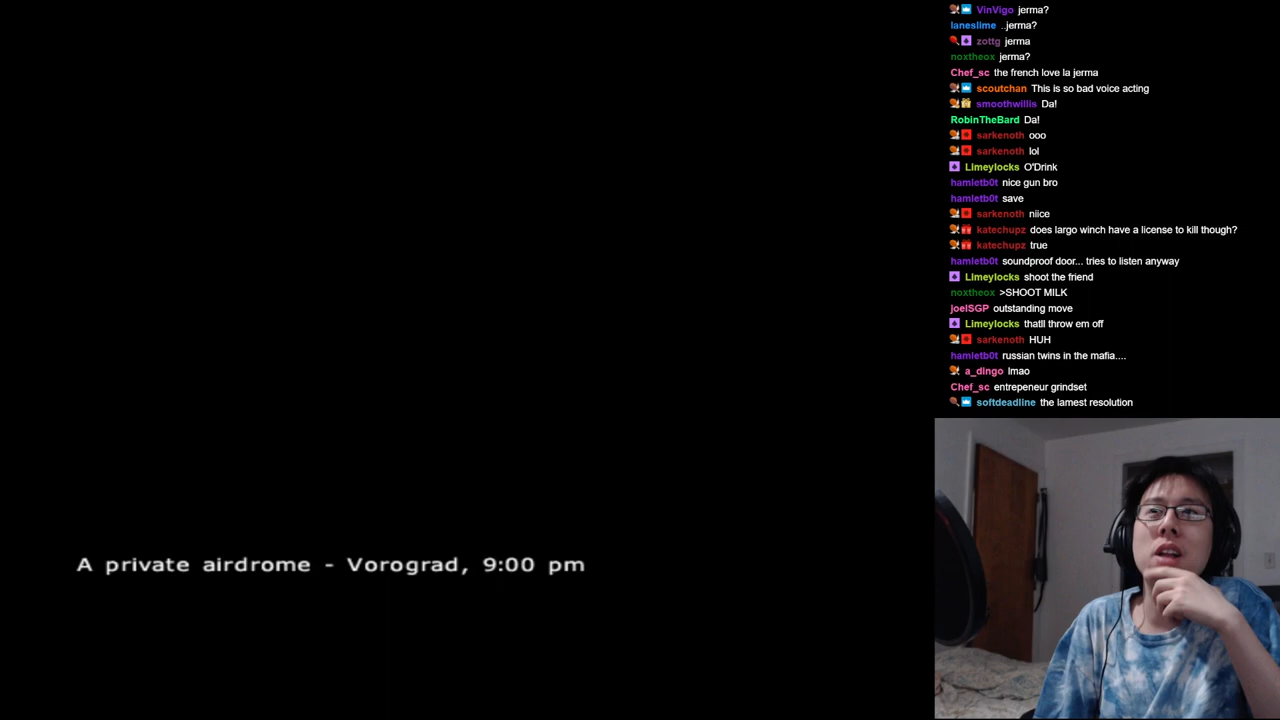 VinVigo jerma?
laneslime ..jerma?
zottg jerma
noxtheox jerma?
Chef_sc the french love la jerma
scoutchan This is so bad voice acting
smoothwillis Da!
RobinTheBard Da!
sarkenoth ooo
sarkenoth lol
Llmeylocks O'Drink
hamletb0t nice gun bro
hamletb0t save
sarkenoth niice
katechupz does largo winch have a license to kill though?
katechupz true
hamletb0t soundproof door... tries to listen anyway
Llmeylocks shoot the friend
noxtheox >SHOOT MILK
joelSGP outstanding move
Llmeylocks thatll throw em off
sarkenoth HUH
hamletb0t russian twins in the mafia....
a_dingo lmao
Chef_sc entrepeneur grindset
softdeadline the lamest resolution
A private airdrome - Vorograd, 9:00 pm